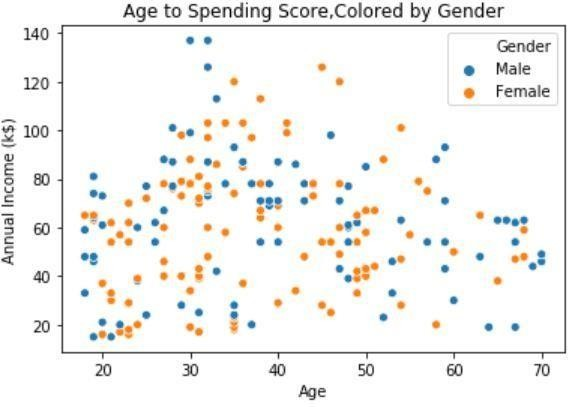 Age to Spending Score,Colored by Gender
140
120
100
80
60
40
20
Annual Income (k$)
Gender
Male
Female
20
30
40
50
60
70
Age